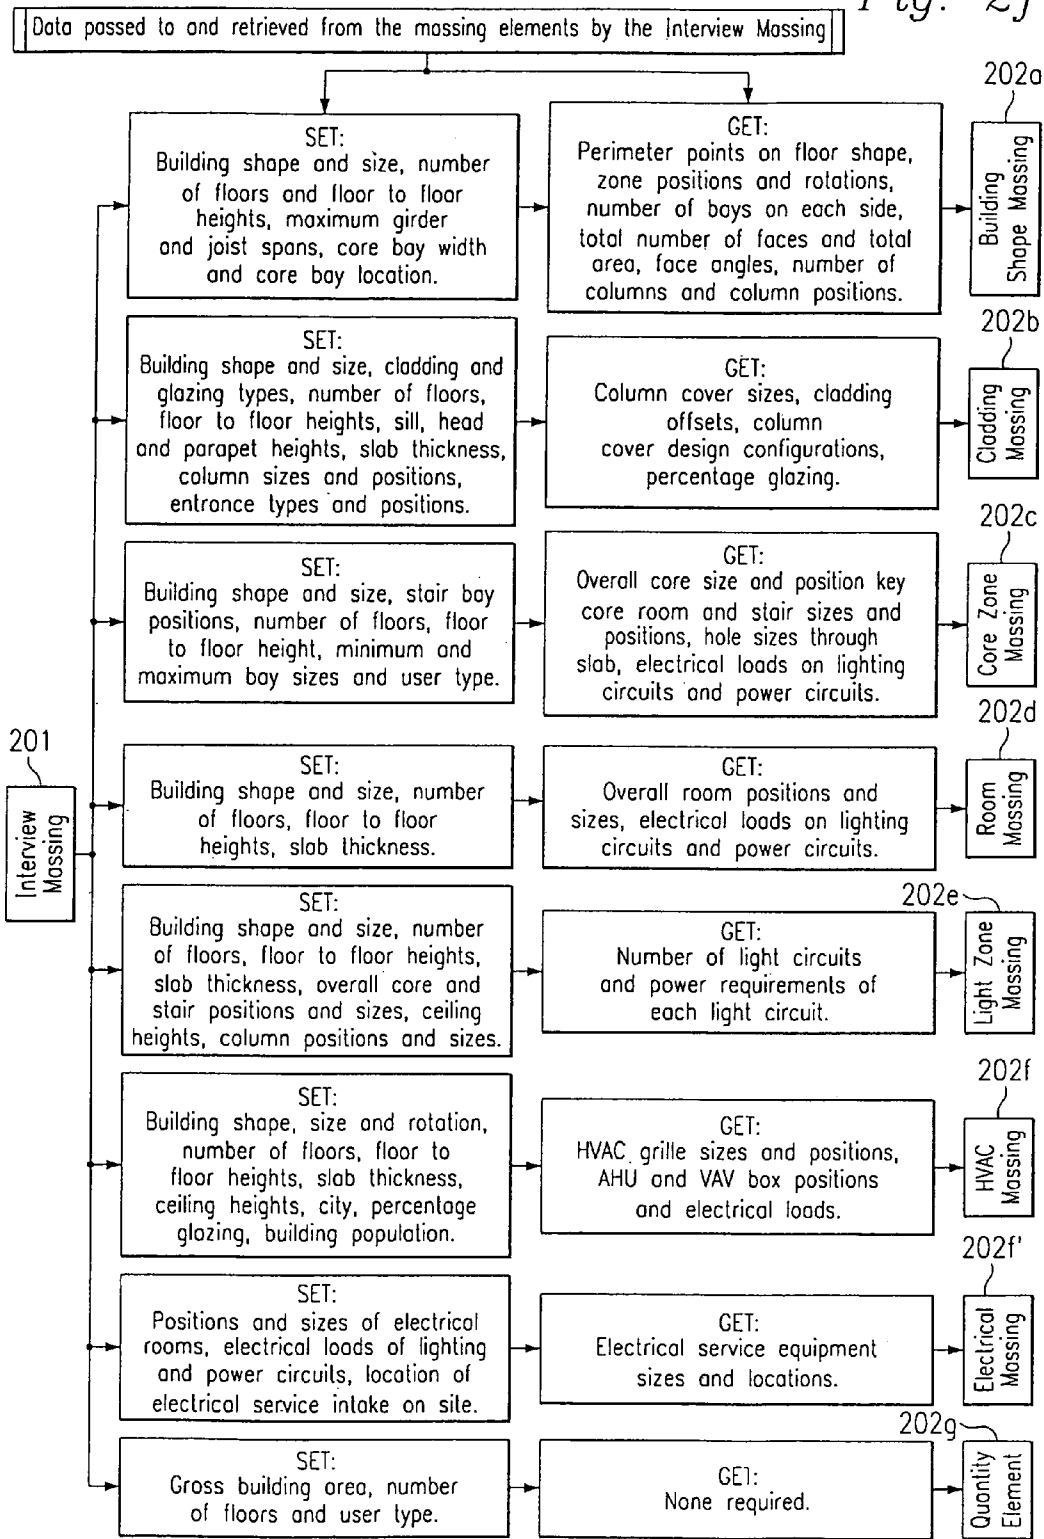 Fig. 2j
Data passed to and retrieved from the massing elements by the Interview Massing
202a
SET:
Building shape and size, number
of floors and floor to floor
heights, maximum girder
and joist spans, core bay width
and core bay location.
GET:
Perimeter points on floor shape,
zone positions and rotations,
number of bays on each side,
total number of faces and total
area, face angles, number of
columns and column positions.
Building
Shape Massing
202b
SET:
Building shape and size, cladding and
glazing types, number of floors,
floor to floor heights, sill, head
and parapet heights, slab thickness,
column sizes and positions,
entrance types and positions.
GET:
Column cover sizes, cladding
offsets, column
cover design configurations,
percentage glazing.
Cladding
Massing
202c
SET:
Building shape and size, stair bay
positions, number of floors, floor
to floor height, minimum and
maximum bay sizes and user type.
GET:
Overall core size and position key
core room and stair sizes and
positions, hole sizes through
slab, electrical loads on lighting
circuits and power circuits.
Core Zone
Massing
202d
201
Interview
Massing
SET:
Building shape and size, number
of floors, floor to floor
heights, slab thickness.
GET:
Overall room positions and
sizes, electrical loads on lighting
circuits and power circuits.
Room
Massing
202e
SET:
Building shape and size, number
of floors, floor to floor heights,
slab thickness, overall core and
stair positions and sizes, ceiling
heights, column positions and sizes.
GET:
Number of light circuits
and power requirements of
each light circuit.
Light Zone
Massing
202f
SET:
Building shape, size and rotation,
number of floors, floor to
floor heights, slab thickness,
ceiling heights, city, percentage
glazing, building population.
GET:
HVAC grille sizes and positions,
AHU and VAV box positions
and electrical loads.
HVAC
Massing
202f'
SET:
Positions and sizes of electrical
rooms, electrical loads of lighting
and power circuits, location of
electrical service intake on site.
GET:
Electrical service equipment
sizes and locations.
Electrical
Massing
202g
SET:
Gross building area, number
of floors and user type.
GET:
None required.
Quantity
Element